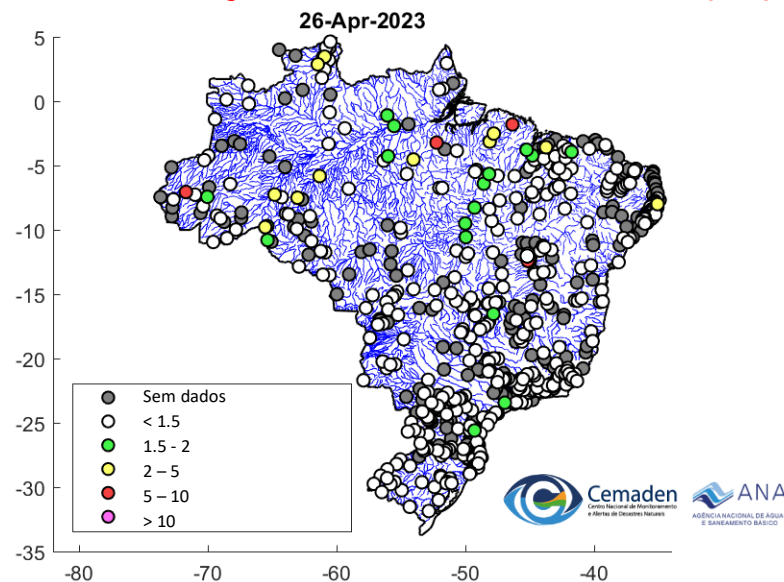 26-Apr-2023
5
0
-5
-10
-15
-20
-25
-30
-35
Sem dados
< 1.5
1.5 - 2
2 – 5
5 – 10
> 10
Cemaden
Centro Nacional de Monitoramento
e Alertas de Desastres Naturais
ANA
AGÊNCIA NACIONAL DE ÁGUA
E SANEAMENTO BÁSICO
-80
-70
-60
-50
-40